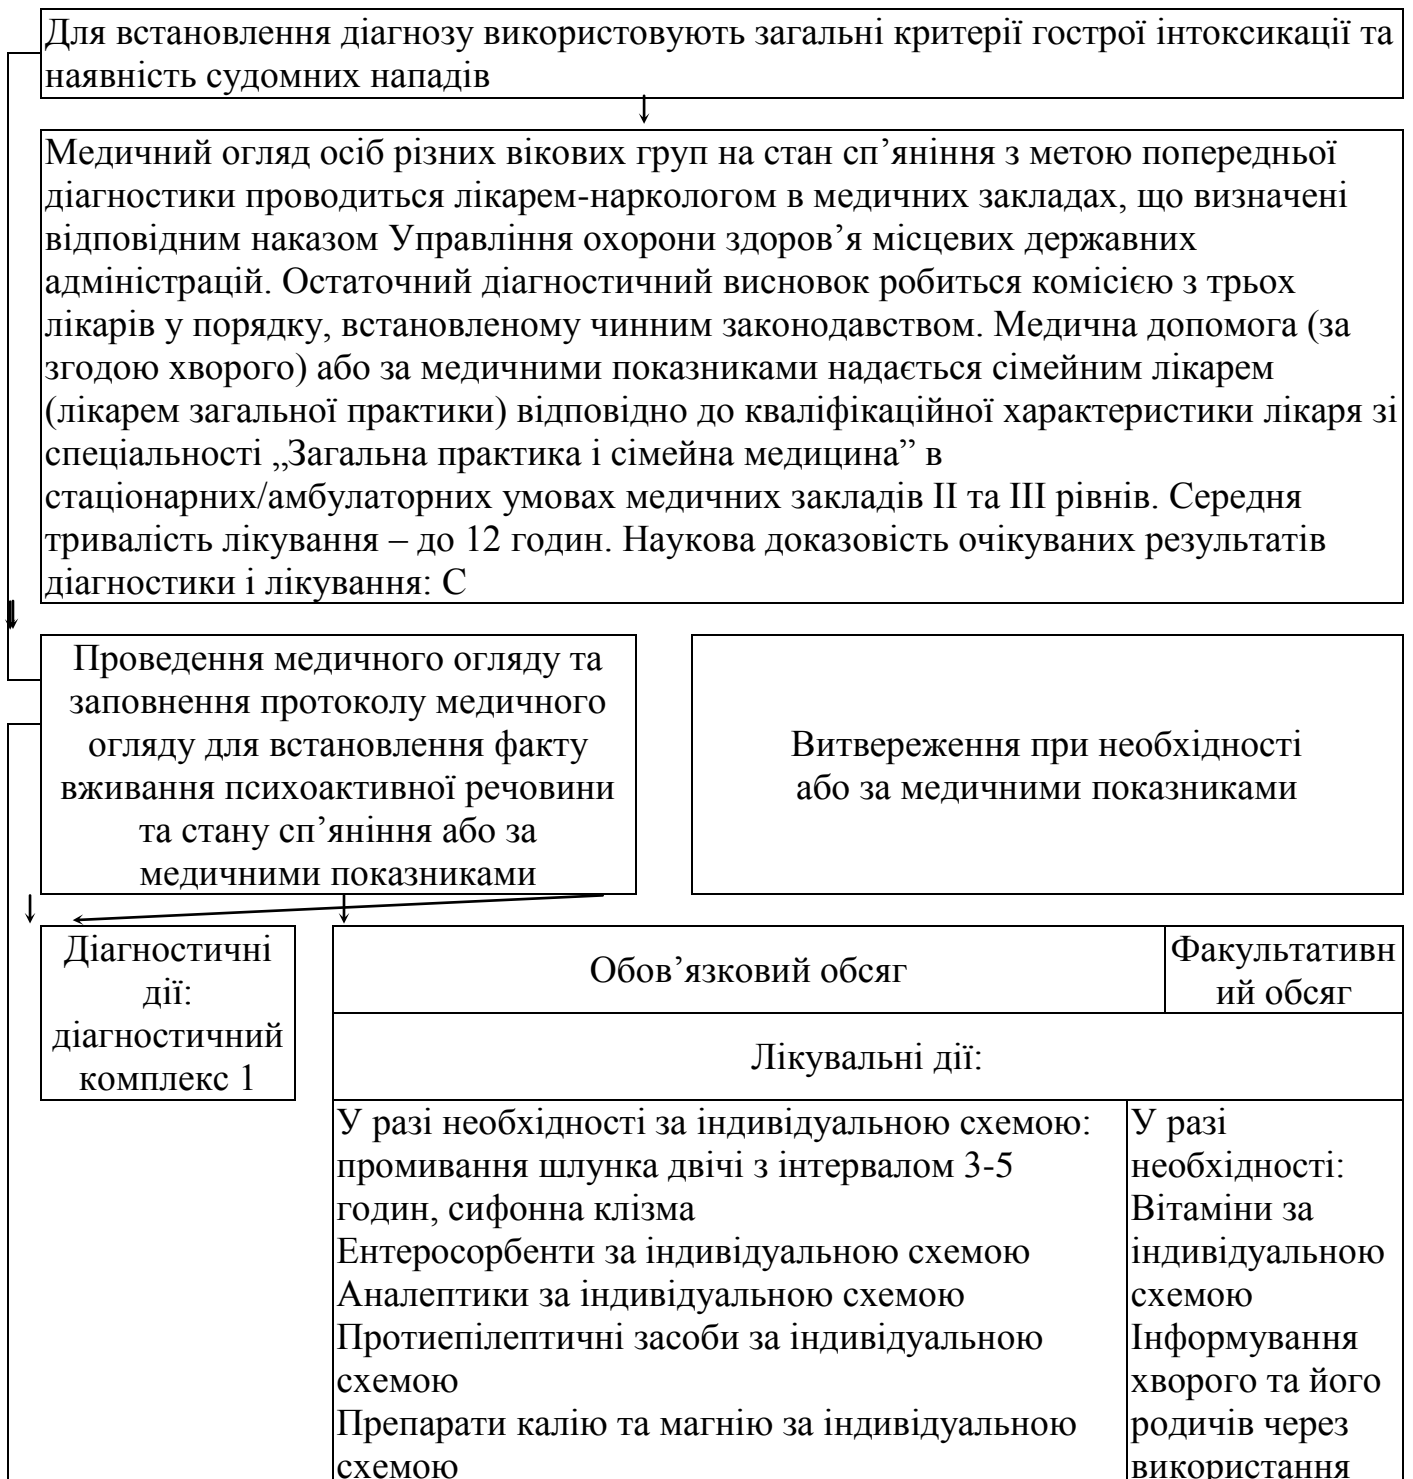 Для встановлення діагнозу використовують загальні критерії гострої інтоксикації та
наявність судомних нападів
Медичний огляд осіб різних вікових груп на стан сп’яніння з метою попередньої
діагностики проводиться лікарем-наркологом в медичних закладах, що визначені
відповідним наказом Управління охорони здоров’я місцевих державних
адміністрацій. Остаточний діагностичний висновок робиться комісією з трьох
лікарів у порядку, встановленому чинним законодавством. Медична допомога (за
згодою хворого) або за медичними показниками надається сімейним лікарем
(лікарем загальної практики) відповідно до кваліфікаційної характеристики лікаря зі
спеціальності „Загальна практика і сімейна медицина” в
стаціонарних/амбулаторних умовах медичних закладів II та III рівнів. Середня
тривалість лікування – до 12 годин. Наукова доказовість очікуваних результатів
діагностики і лікування: С
Проведення медичного огляду та
заповнення протоколу медичного
огляду для встановлення факту
вживання психоактивної речовини
та стану сп’яніння або за
медичними показниками
Витвереження при необхідності
або за медичними показниками
Діагностичні
дії:
діагностичний
комплекс 1
Обов’язковий обсяг
Факультативн
ий обсяг
Лікувальні дії:
У разі необхідності за індивідуальною схемою:
промивання шлунка двічі з інтервалом 3-5
годин, сифонна клізма
Ентеросорбенти за індивідуальною схемою
Аналептики за індивідуальною схемою
Протиепілептичні засоби за індивідуальною
схемою
Препарати калію та магнію за індивідуальною
схемою
У разі
необхідності:
Вітаміни за
індивідуальною
схемою
Інформування
хворого та його
родичів через
використання